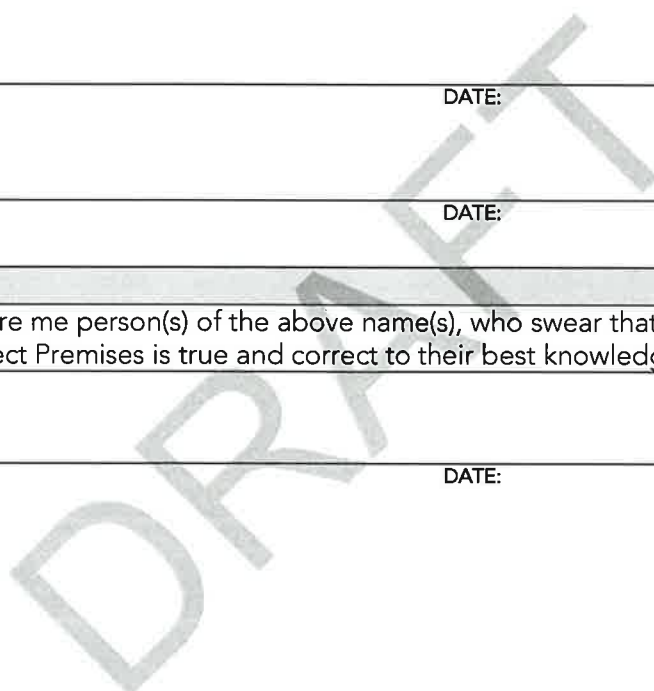 DATE:
DATE:
re me person(s) of the above name(s), who swear that
ect Premises is true and correct to their best
DATE:
DRAFT